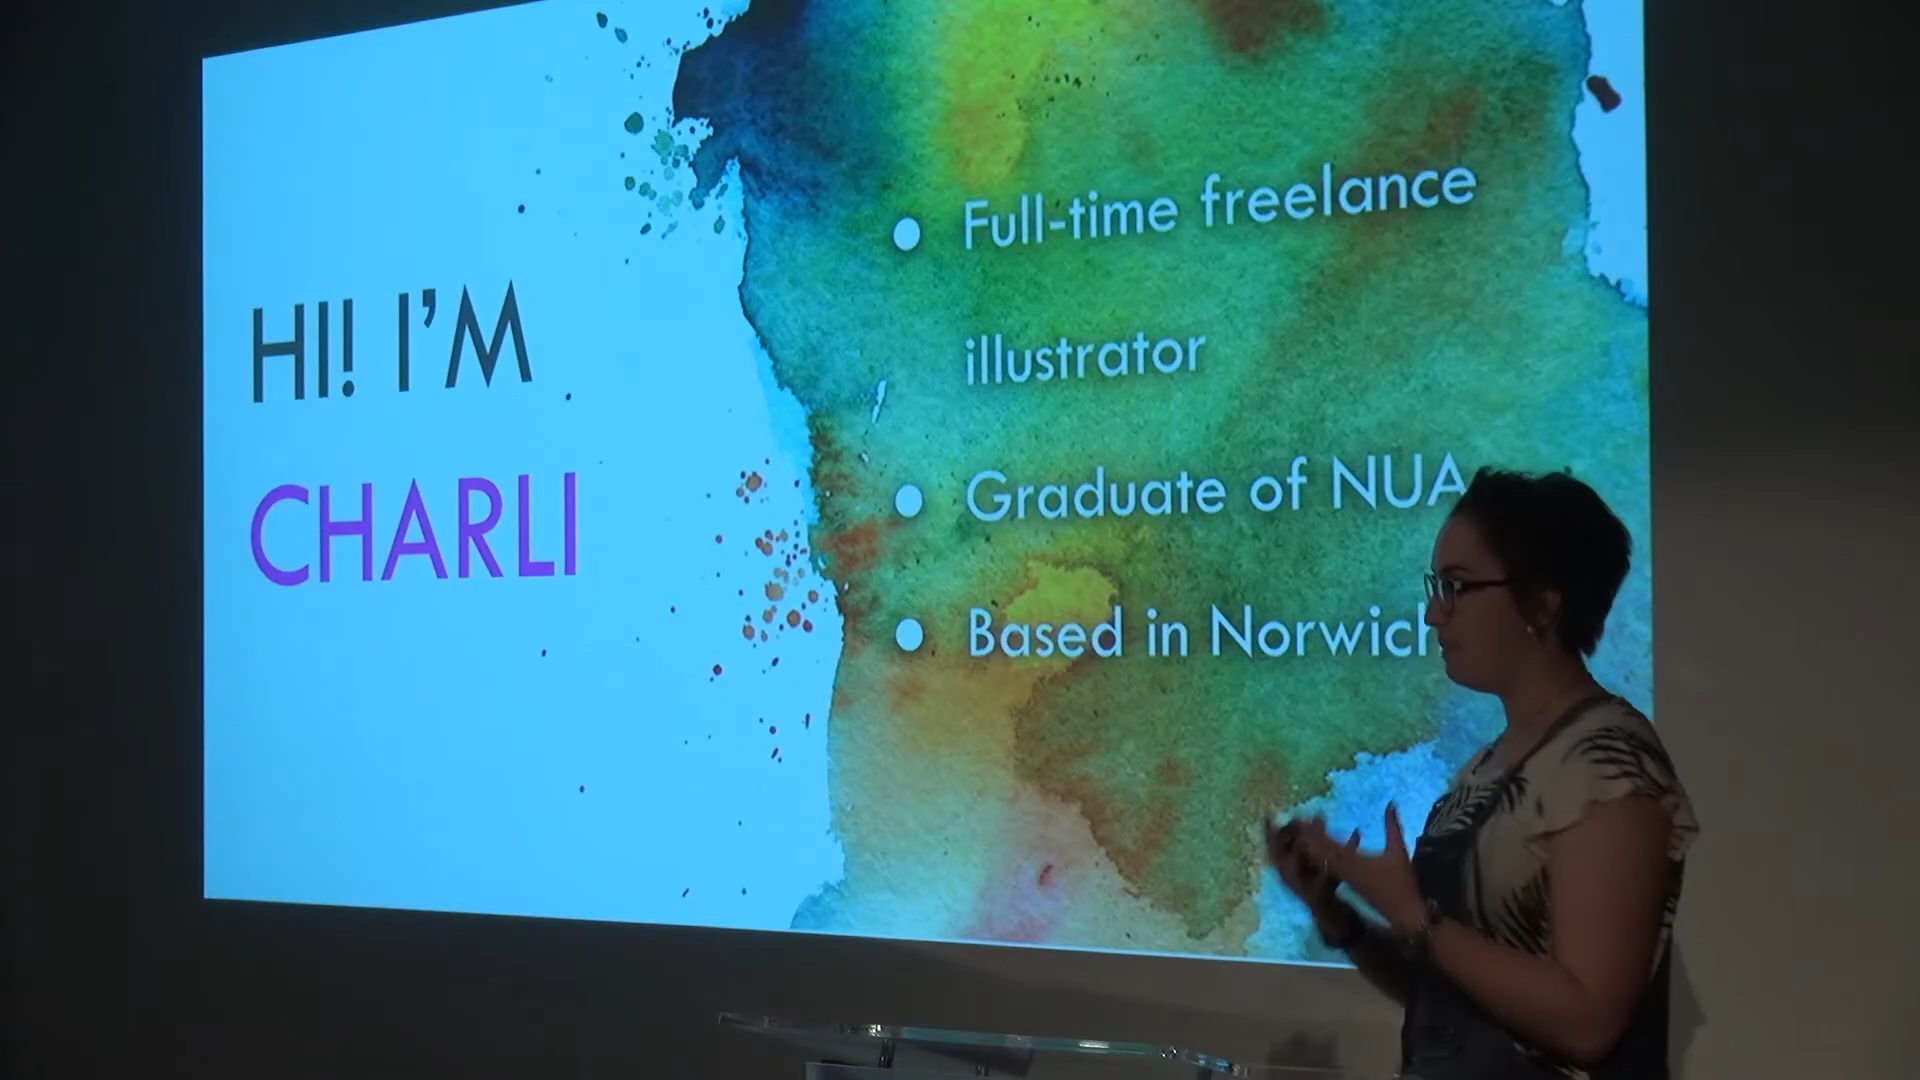 HI! I'M
CHARLI
• Full-time freelance
illustrator
• Graduate of NUA
• Based in Norwich